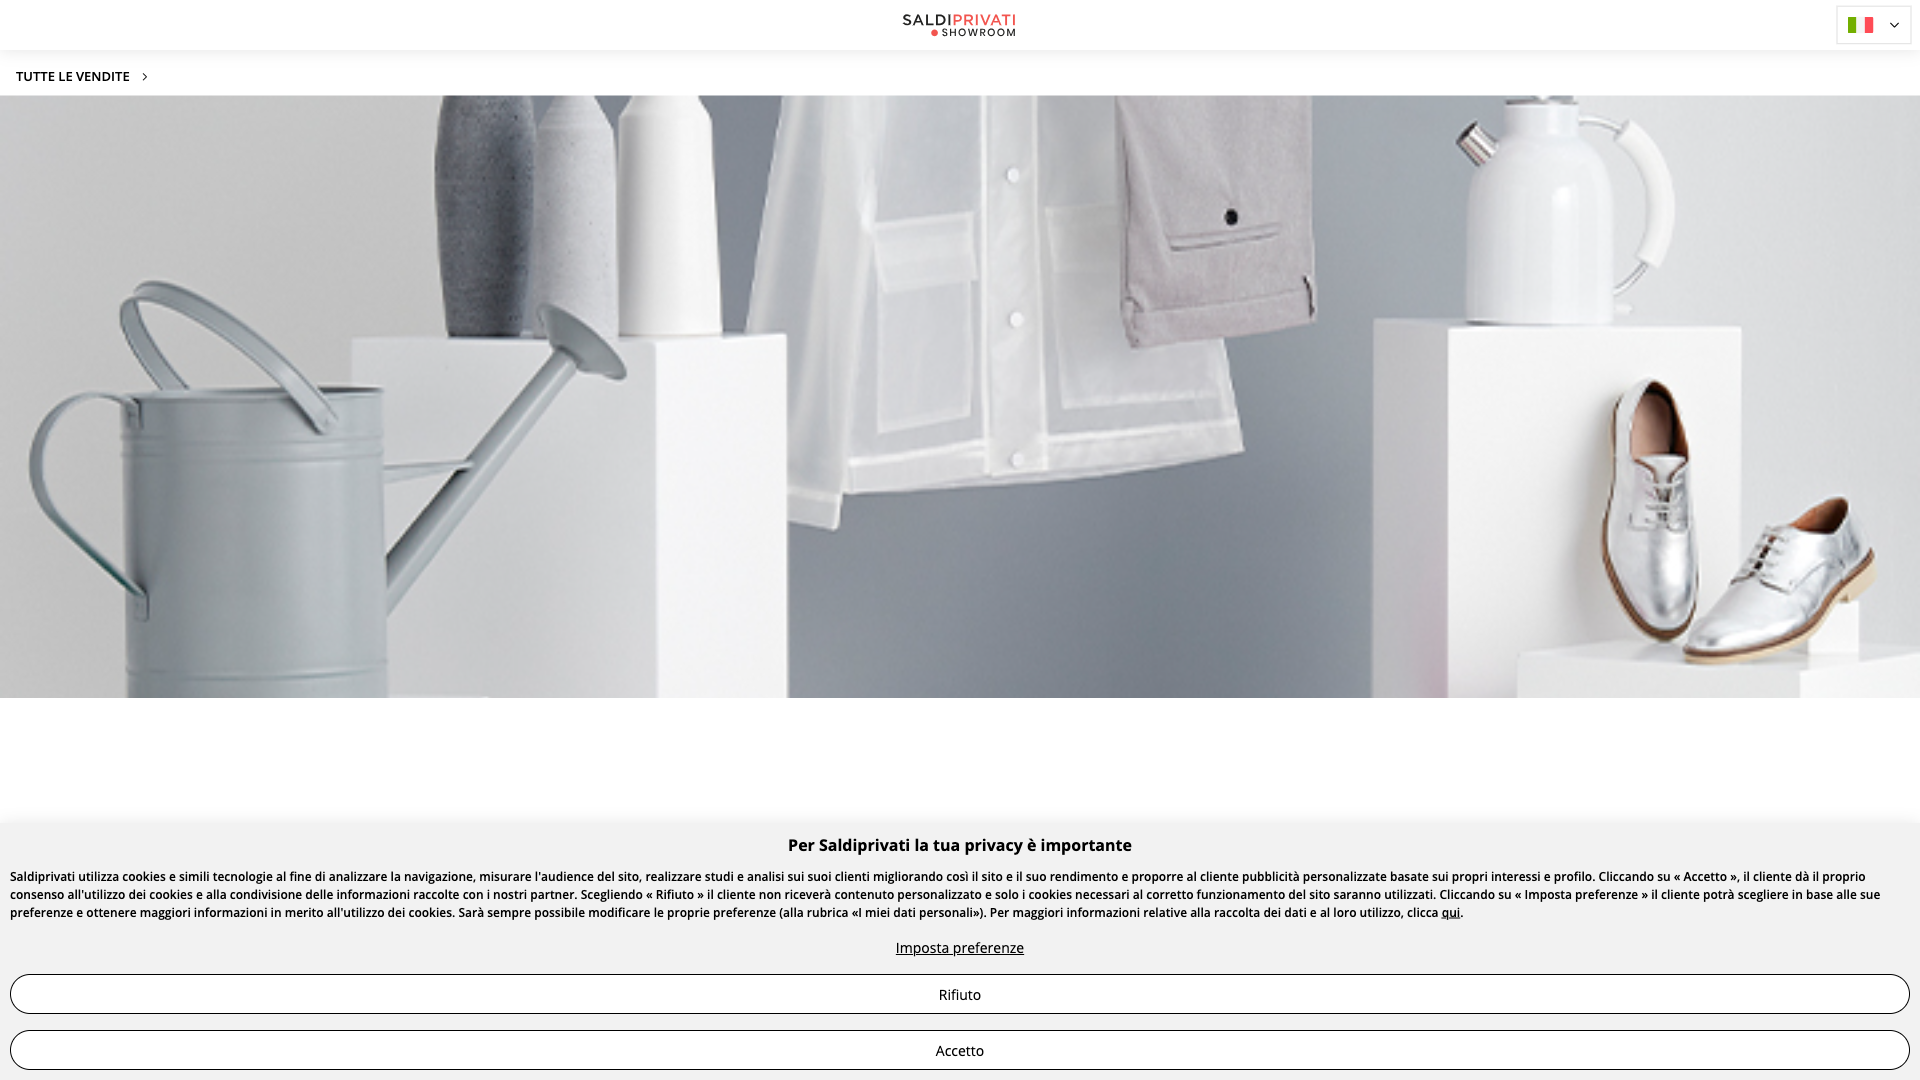 SALDIPRIVATI
SHOWROOM
TUTTE LE VENDITE
Per Saldiprivati la tua privacy è importante
Saldiprivati utilizza cookies e simili tecnologie al fine di analizzare la navigazione, misurare l'audience del sito, realizzare studi e analisi sui suoi clienti migliorando così il sito e il suo rendimento e proporre al cliente pubblicità personalizzate basate sui propri interessi e profilo. Cliccando su « Accetto », il cliente dà il proprio
consenso all'utilizzo dei cookies e alla condivisione delle informazioni raccolte con i nostri partner. Scegliendo « Rifiuto » il cliente non riceverà contenuto personalizzato e solo i cookies necessari al corretto funzionamento del sito saranno utilizzati. Cliccando su « Imposta preferenze » il cliente potrà scegliere in base alle sue
preferenze e ottenere maggiori informazioni in merito all'utilizzo dei cookies. Sarà sempre possibile modificare le proprie preferenze (alla rubrica «I miei dati personali»). Per maggiori informazioni relative alla raccolta dei dati e al loro utilizzo, clicca qui.
Imposta preferenze
Rifiuto
Accetto